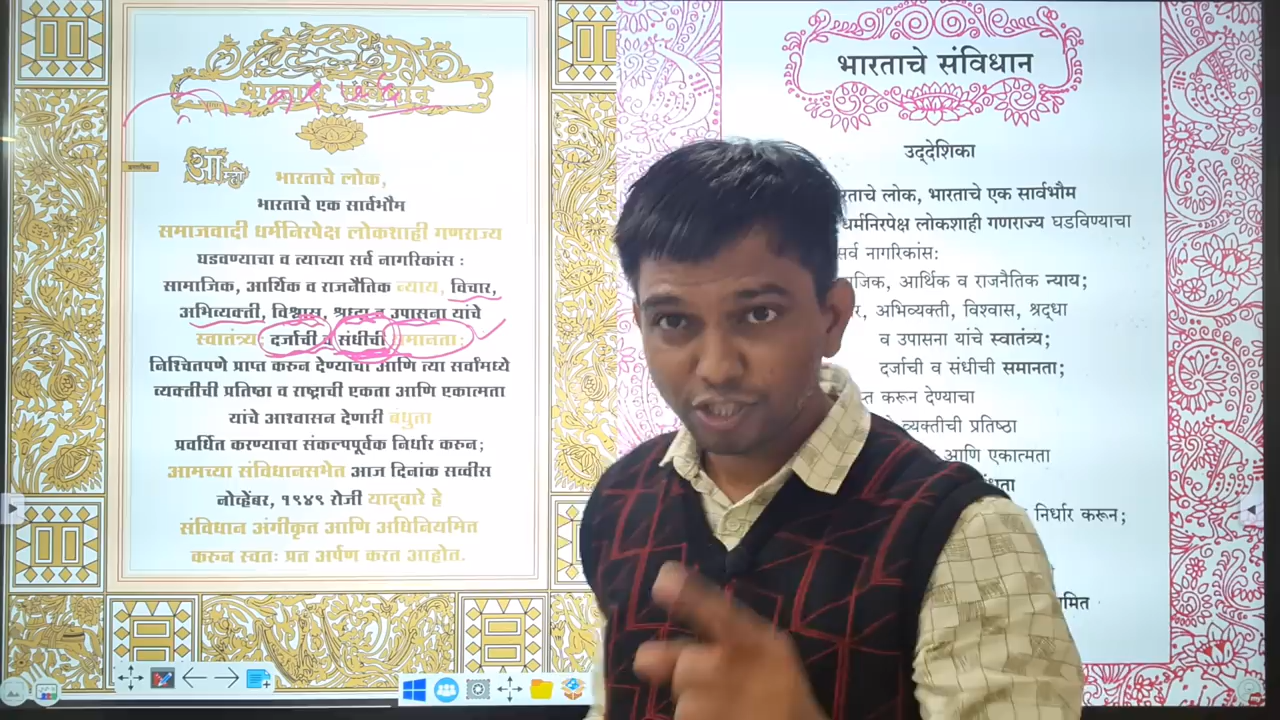 आम्ही भारताचे लोक,
भारताचे एक सार्वभौम
समाजवादी धर्मनिरपेक्ष लोकशाही गणराज्य
घडवण्याचा व त्याच्या सर्व नागरिकांस :
सामाजिक, आर्थिक व राजनैतिक न्याय, विचार,
अभिव्यक्ती, विश्वास, श्रद्धा व उपासना यांचे
स्वातंत्र्य; दर्जाची व संधीची समानता;
निश्चितपणे प्राप्त करुन देण्याचा आणि त्या सर्वांमध्ये
व्यक्तीची प्रतिष्ठा व राष्ट्राची एकता आणि एकात्मता
यांचे आश्वासन देणारी बधुता
प्रवर्धित करण्याचा संकल्पपूर्वक निर्धार करुन;
आमच्या संविधानसभेत आज दिनांक सव्वीस
नोव्हेंबर, १९४९ रोजी याद्वारे हे
संविधान अंगीकृत आणि अधिनियमित
करुन स्वतः प्रत अर्पण करत आहोत.
भारताचे संविधान
उद्‌देशिका
लोक, भारताचे एक सार्वभौम
धर्मनिरपेक्ष लोकशाही गणराज्य घडविण्याचा
सर्व नागरिकांस:
आर्थिक व राजनैतिक न्याय;
अभिव्यक्ती, विश्वास, श्रद्धा
व उपासना यांचे स्वातंत्र्य;
दर्जाची व संधीची समानता;
करून देण्याचा
व्यक्तीची प्रतिष्ठा
आणि एकात्मता
निर्धार करून;